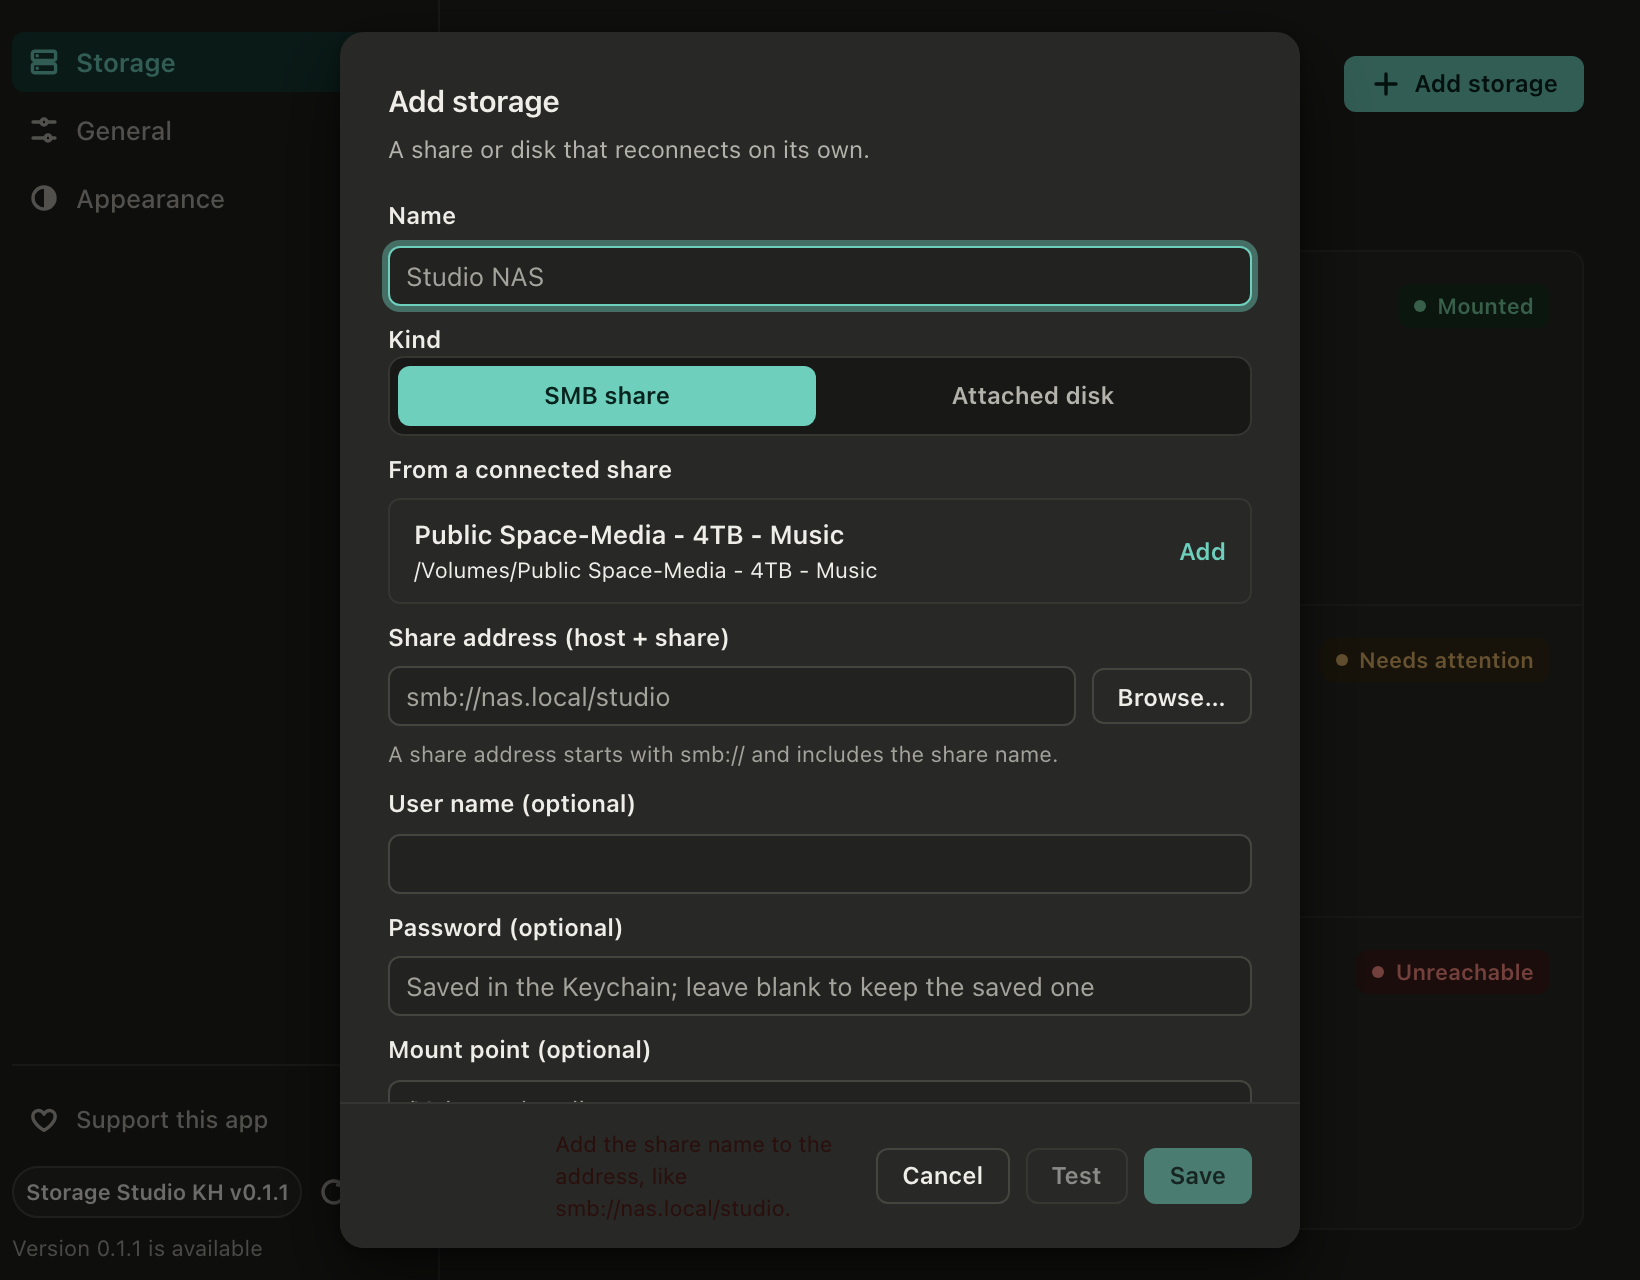 Storage
General
Appearance
Add storage
Add storage
A share or disk that reconnects on its own.
Name
Studio NAS
Kind
SMB share
Attached disk
From a connected share
Public Space-Media - 4TB - Music
/Volumes/Public Space-Media - 4TB - Music
Add
Share address (host + share)
smb://nas.local/studio
Browse...
A share address starts with smb:// and includes the share name.
User name (optional)
Password (optional)
Saved in the Keychain; leave blank to keep the saved one
Mount point (optional)
Add the share name to the
address, like
smb://nas.local/studio.
Cancel
Test
Save
Mounted
Needs attention
Unreachable
Support this app
Storage Studio KH v0.1.1
Version 0.1.1 is available